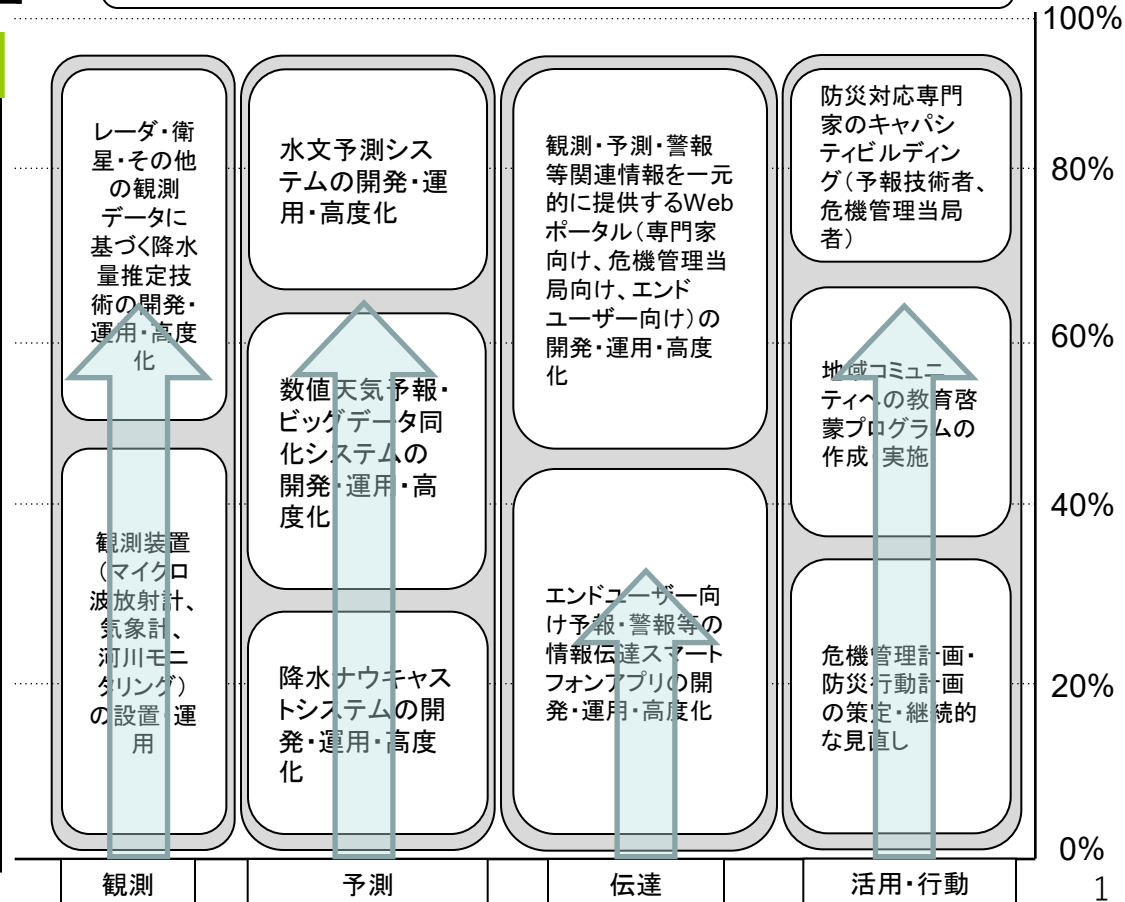 100%
80%
60%
40%
20%
0%
レーダ・衛
星・その他
の観測
データに
基づく降水
量推定技
術の開発・
運用・高度
化
観測装置
（マイクロ
波放射計、
気象計、
河川モニ
タリング）
の設置・運
用
水文予測シス
テムの開発・運
用・高度化
数値天気予報・
ビッグデータ同
化システムの
開発・運用・高
度化
降水ナウキャス
トシステムの開
発・運用・高度
化
観測・予測・警報
等関連情報を一元
的に提供するWeb
ポータル（専門家
向け、危機管理当
局向け、エンド
ユーザー向け）の
開発・運用・高度
化
エンドユーザー向
け予報・警報等の
情報伝達スマート
フォンアプリの開
発・運用・高度化
防災対応専門
家のキャパシ
ティビルディン
グ（予報技術者、
危機管理当局
者）
地域コミュニ
ティへの教育啓
蒙プログラムの
作成・実施
危機管理計画・
防災行動計画
の策定・継続的
な見直し
観測
予測
伝達
活用・行動
1